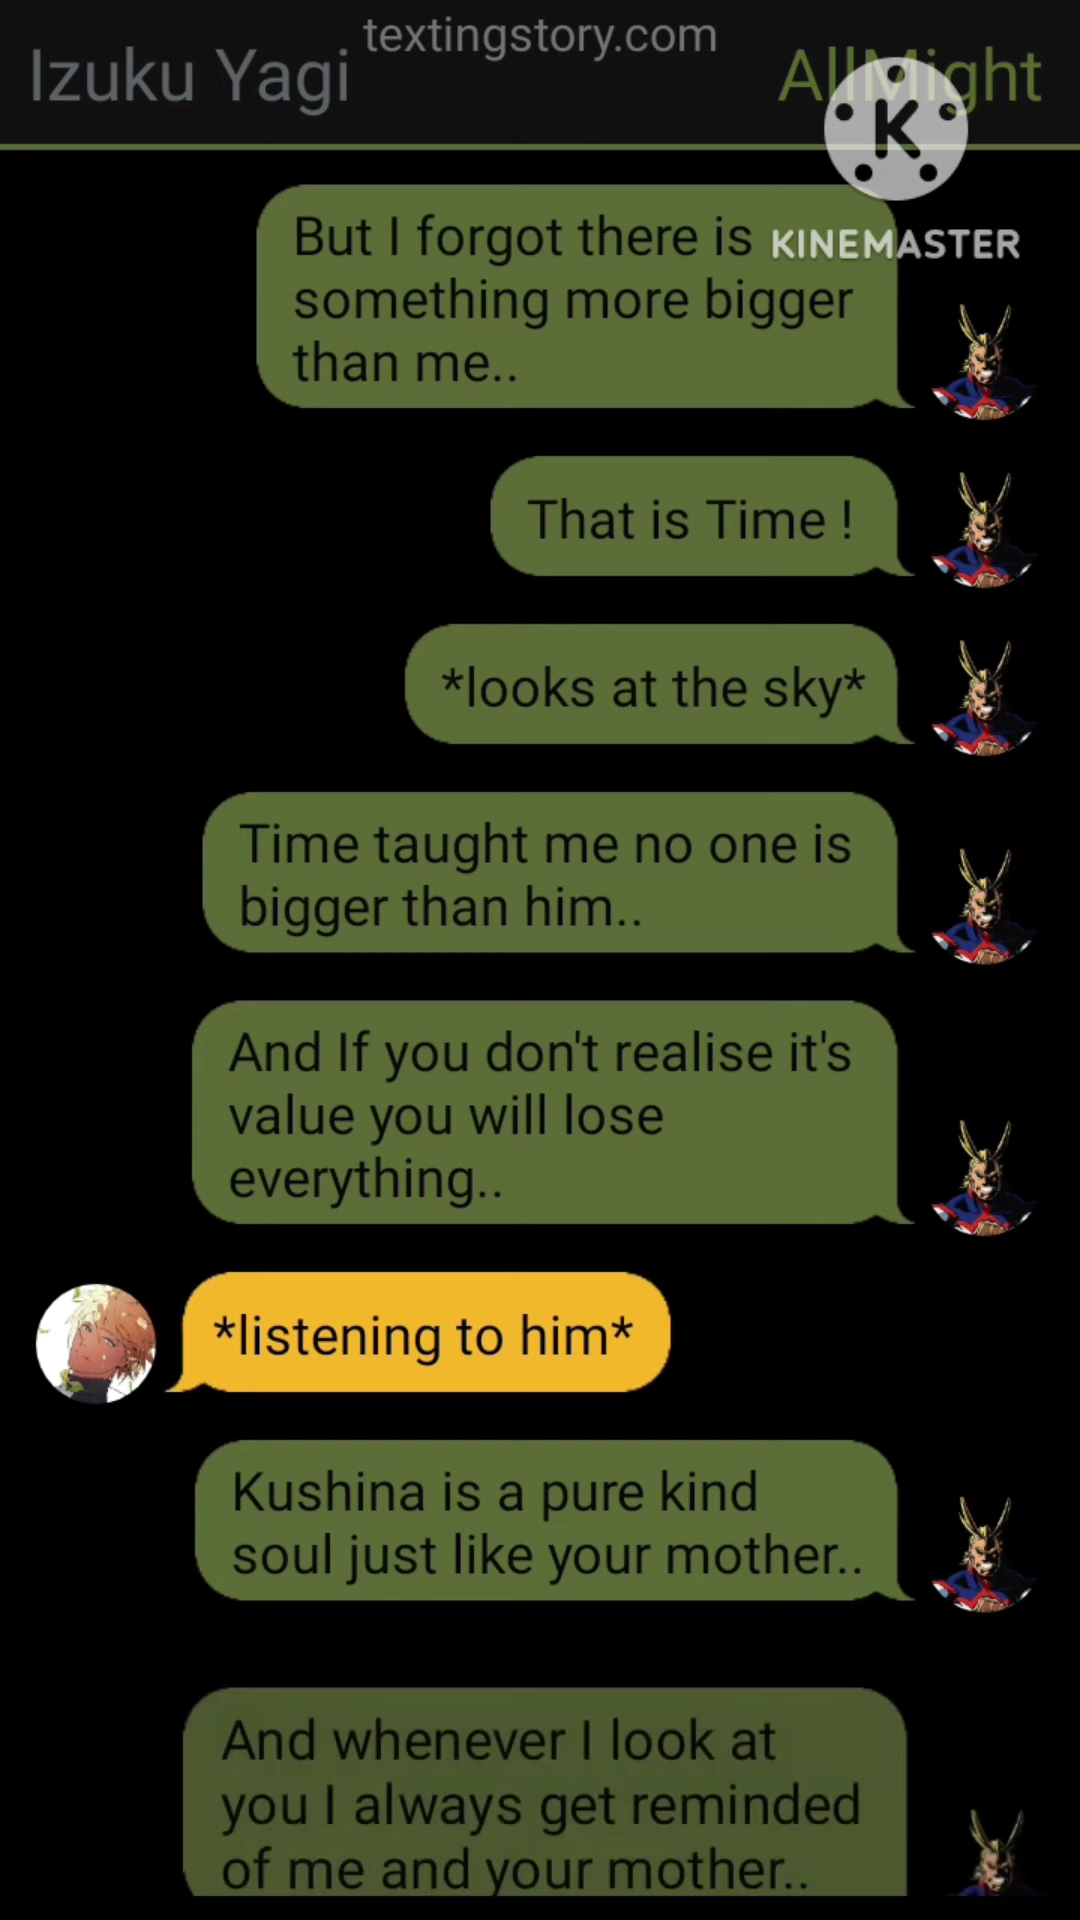 textingstory.com
Izuku Yagi
AllMight
K
KINEMASTER
But I forgot there is
something more bigger
than me..
That is Time !
*looks at the sky*
Time taught me no one is
bigger than him..
And If you don't realise it's
value you will lose
everything..
*listening to him*
Kushina is a pure kind
soul just like your mother..
And whenever I look at
you I always get reminded
of me and your mother..